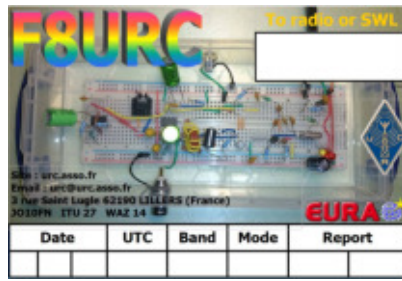 F8URC
To radio or SWL
Site : urc.asso.fr
Email : urc@urc.asso.fr
3 rue Saint Lugle 62190 LILLERS (France)
JO10FN ITU 27 WAZ 14
EURA
Date UTC Band Mode Report